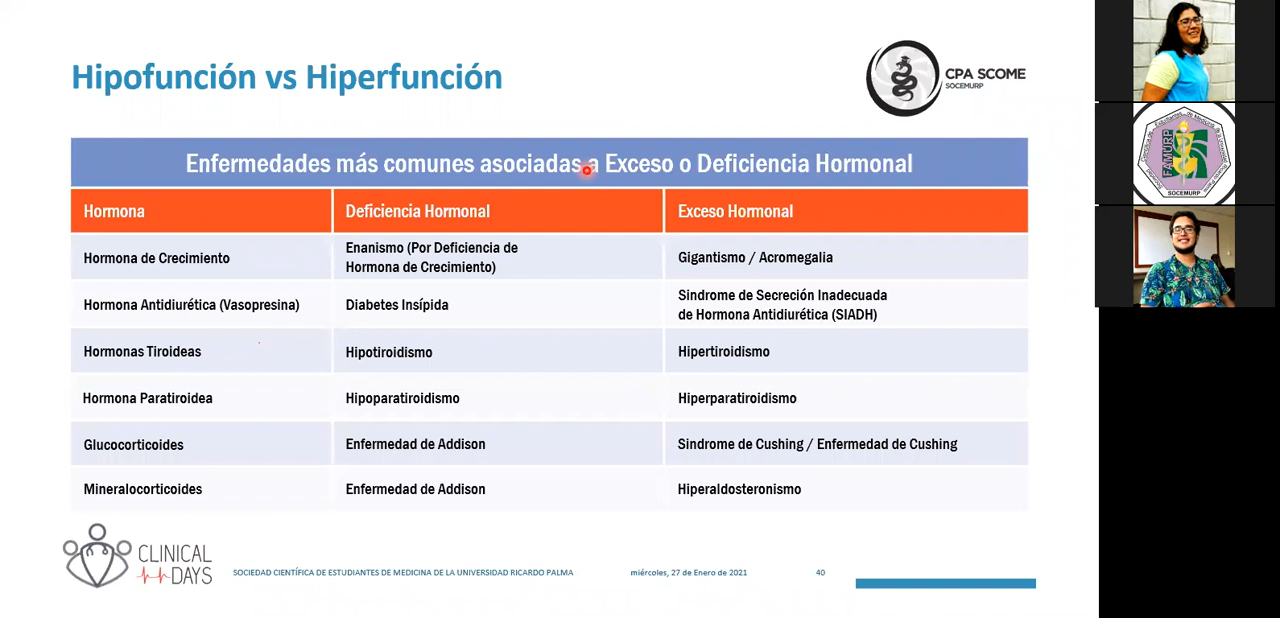 Hipofunción vs Hiperfunción
CPA SCOME
SOCEMURP
Enfermedades más comunes asociadas a Exceso o Deficiencia Hormonal
Hormona
Deficiencia Hormonal
Exceso Hormonal
Hormona de Crecimiento
Enanismo (Por Deficiencia de
Hormona de Crecimiento)
Gigantismo / Acromegalia
Hormona Antidiurética (Vasopresina)
Diabetes Insípida
Sindrome de Secreción Inadecuada
de Hormona Antidiurética (SIADH)
Hormonas Tiroideas
Hipotiroidismo
Hipertiroidismo
Hormona Paratiroidea
Hipoparatiroidismo
Hiperparatiroidismo
Glucocorticoides
Enfermedad de Addison
Sindrome de Cushing / Enfermedad de Cushing
Mineralocorticoides
Enfermedad de Addison
Hiperaldosteronismo
CLINICAL
DAYS
SOCIEDAD CIENTÍFICA DE ESTUDIANTES DE MEDICINA DE LA UNIVERSIDAD RICARDO PALMA
miércoles, 27 de Enero de 2021
40
FAMURP
SOCEMURP